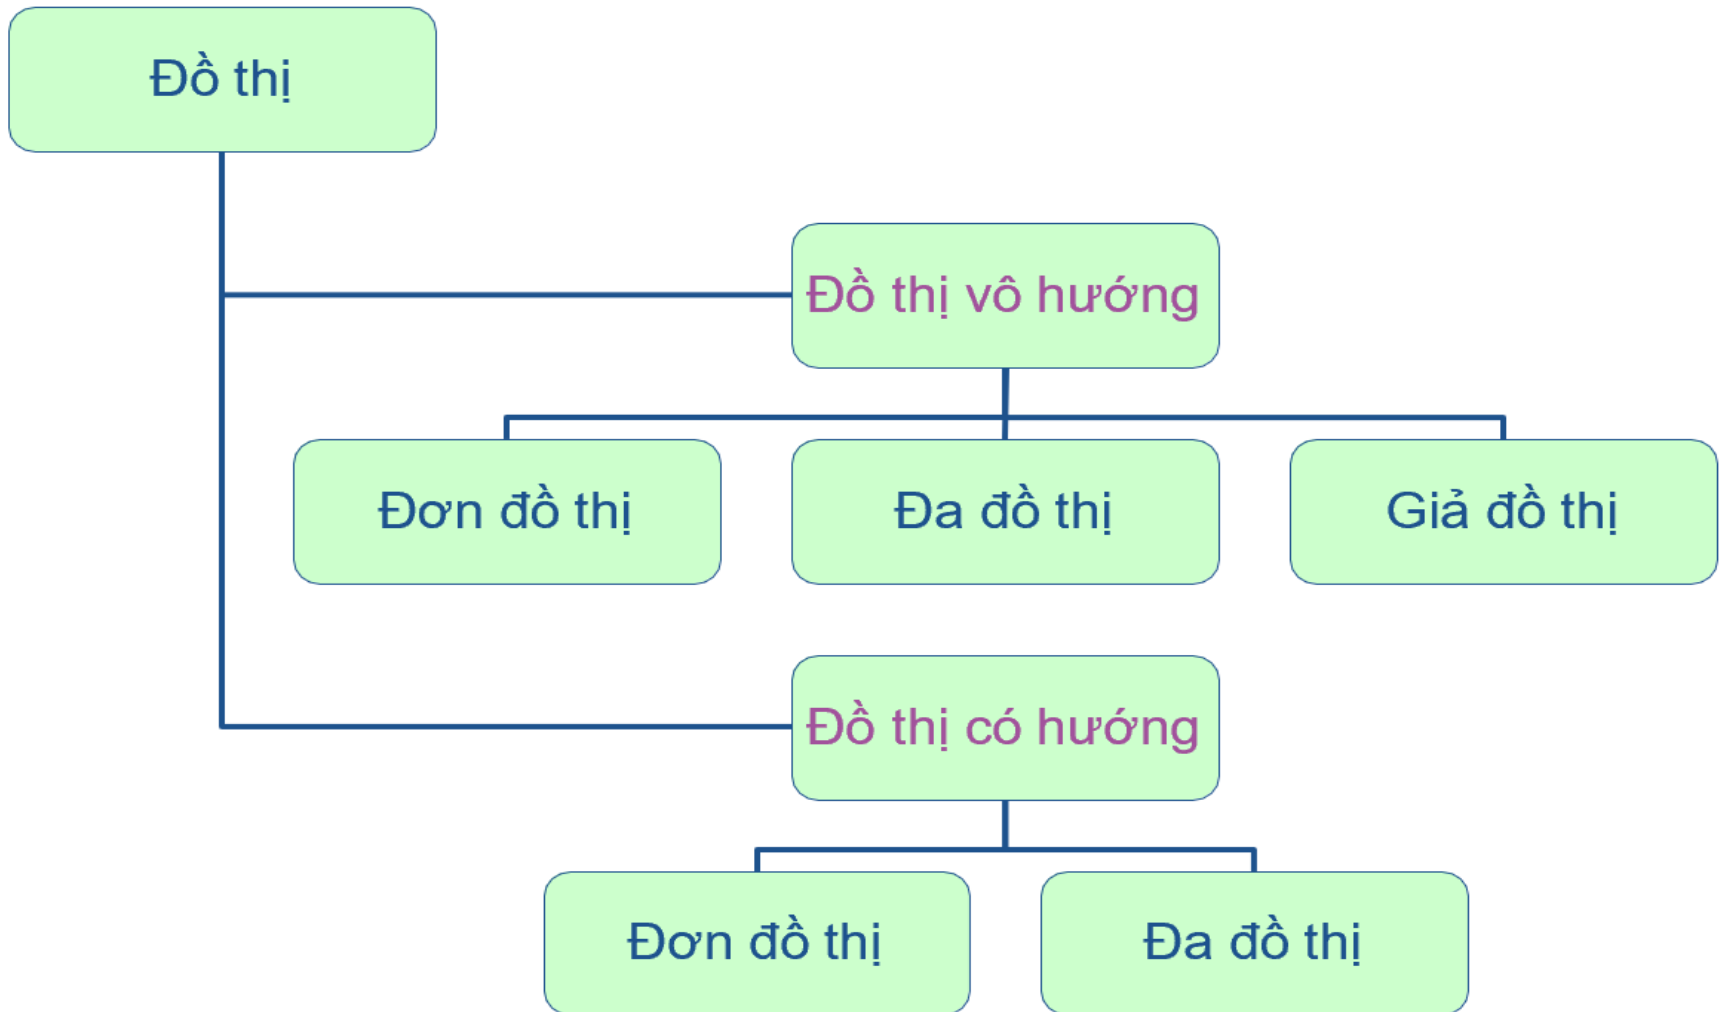 Đồ thị
Đồ thị vô hướng
Đơn đồ thị
Đa đồ thị
Giả đồ thị
Đồ thị có hướng
Đơn đồ thị
Đa đồ thị